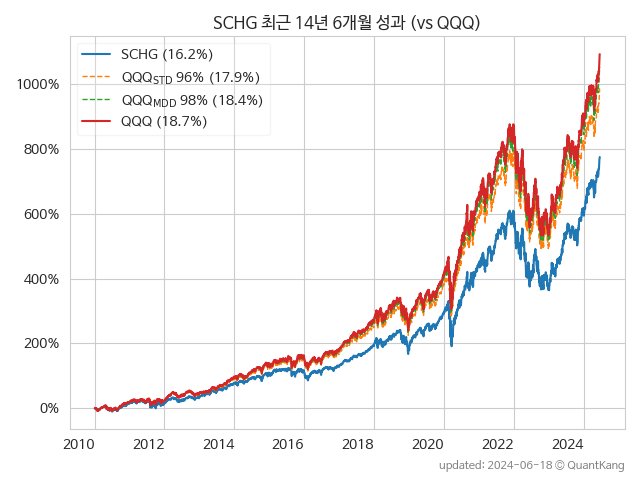 SCHG 최근 14년 6개월 성과 (vs QQQ)
SCHG (16.2%)
QQQSTD 96% (17.9%)
QQQMDD 98% (18.4%)
QQQ (18.7%)
1000%
800%
600%
400%
200%
0%
2010 2012 2014 2016 2018 2020 2022 2024
updated: 2024-06-18 © QuantKang